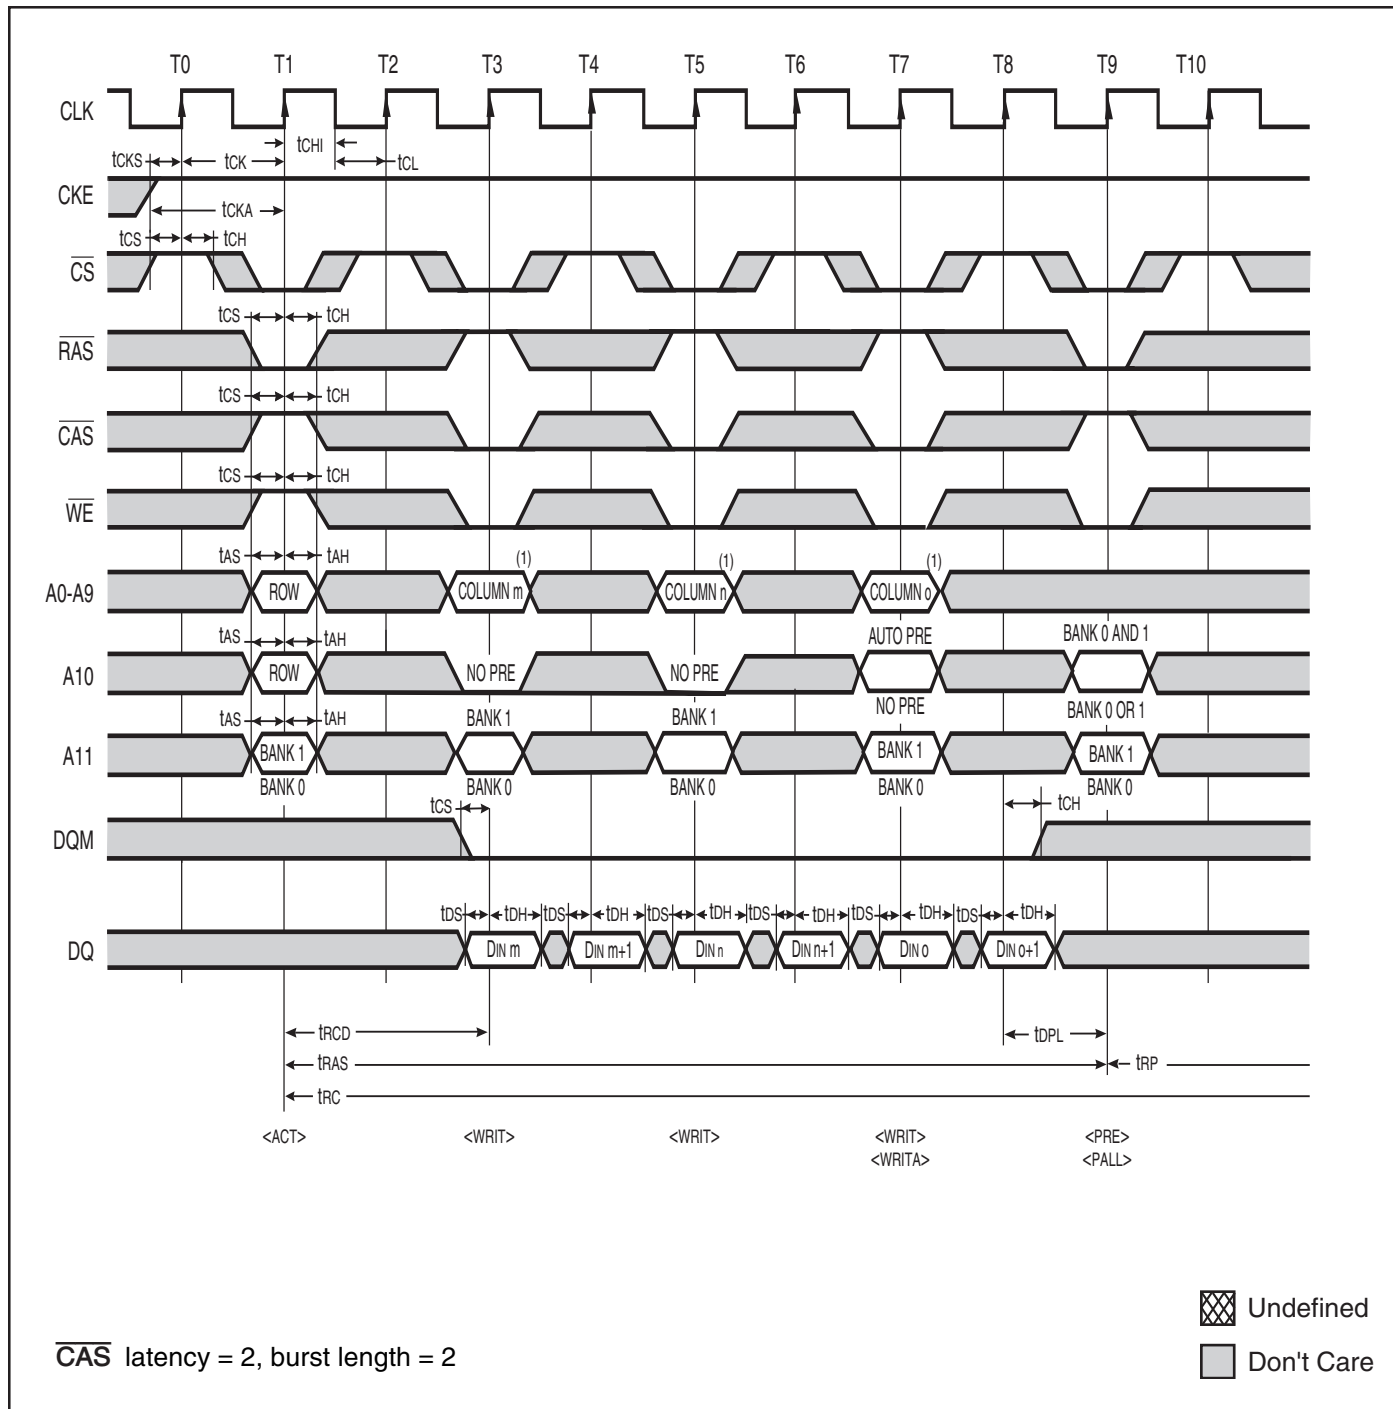 T0 T1 T2 T3 T4 T5 T6 T7 T8 T9 T10
CLK
tCHI
tCKS tCK tCL
CKE
tCKA
tCS tCH
CS
tCS tCH
RAS
tCS tCH
CAS
tCS tCH
WE
tAS tAH (1) (1) (1)
A0-A9 ROW COLUMN m COLUMN n COLUMN o
tAS tAH AUTO PRE BANK 0 AND 1
A10 ROW NO PRE NO PRE
NO PRE BANK 0 OR 1
tAS tAH BANK 1 BANK 1
A11 BANK 1 BANK 1 BANK 1
BANK 0 BANK 0 BANK 0 BANK 0 BANK 0
tCS tCH
DQM
tDS tDH tDS tDH tDS tDH tDS tDH tDS tDH tDS tDH
DQ DIN m DIN m+1 DIN n DIN n+1 DIN o DIN o+1
tRCD tDPL
tRAS tRP
tRC
<ACT> <WRIT> <WRIT> <WRIT> <PRE>
<WRITA> <PALL>
Undefined
CAS latency = 2, burst length = 2
Don't Care